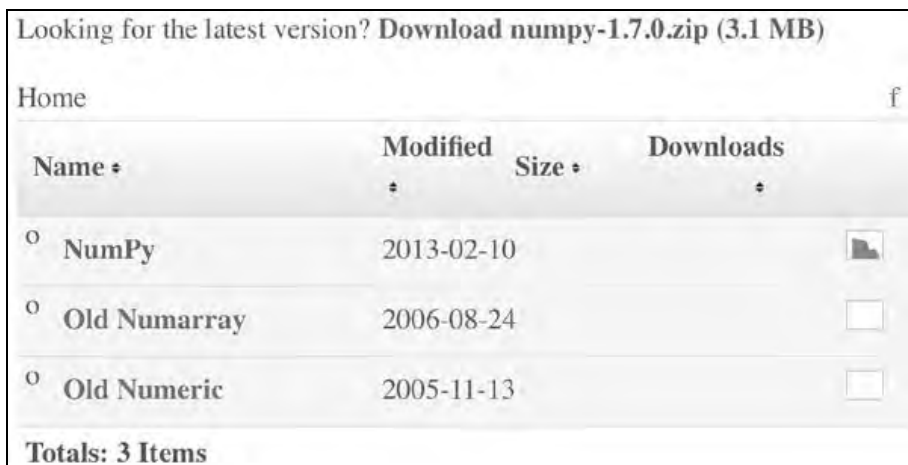 Looking for the latest version? Download numpy-1.7.0.zip (3.1 MB)
Home f
Name Modified Size Downloads
o NumPy 2013-02-10
o Old Numarray 2006-08-24
o Old Numeric 2005-11-13
Totals: 3 Items